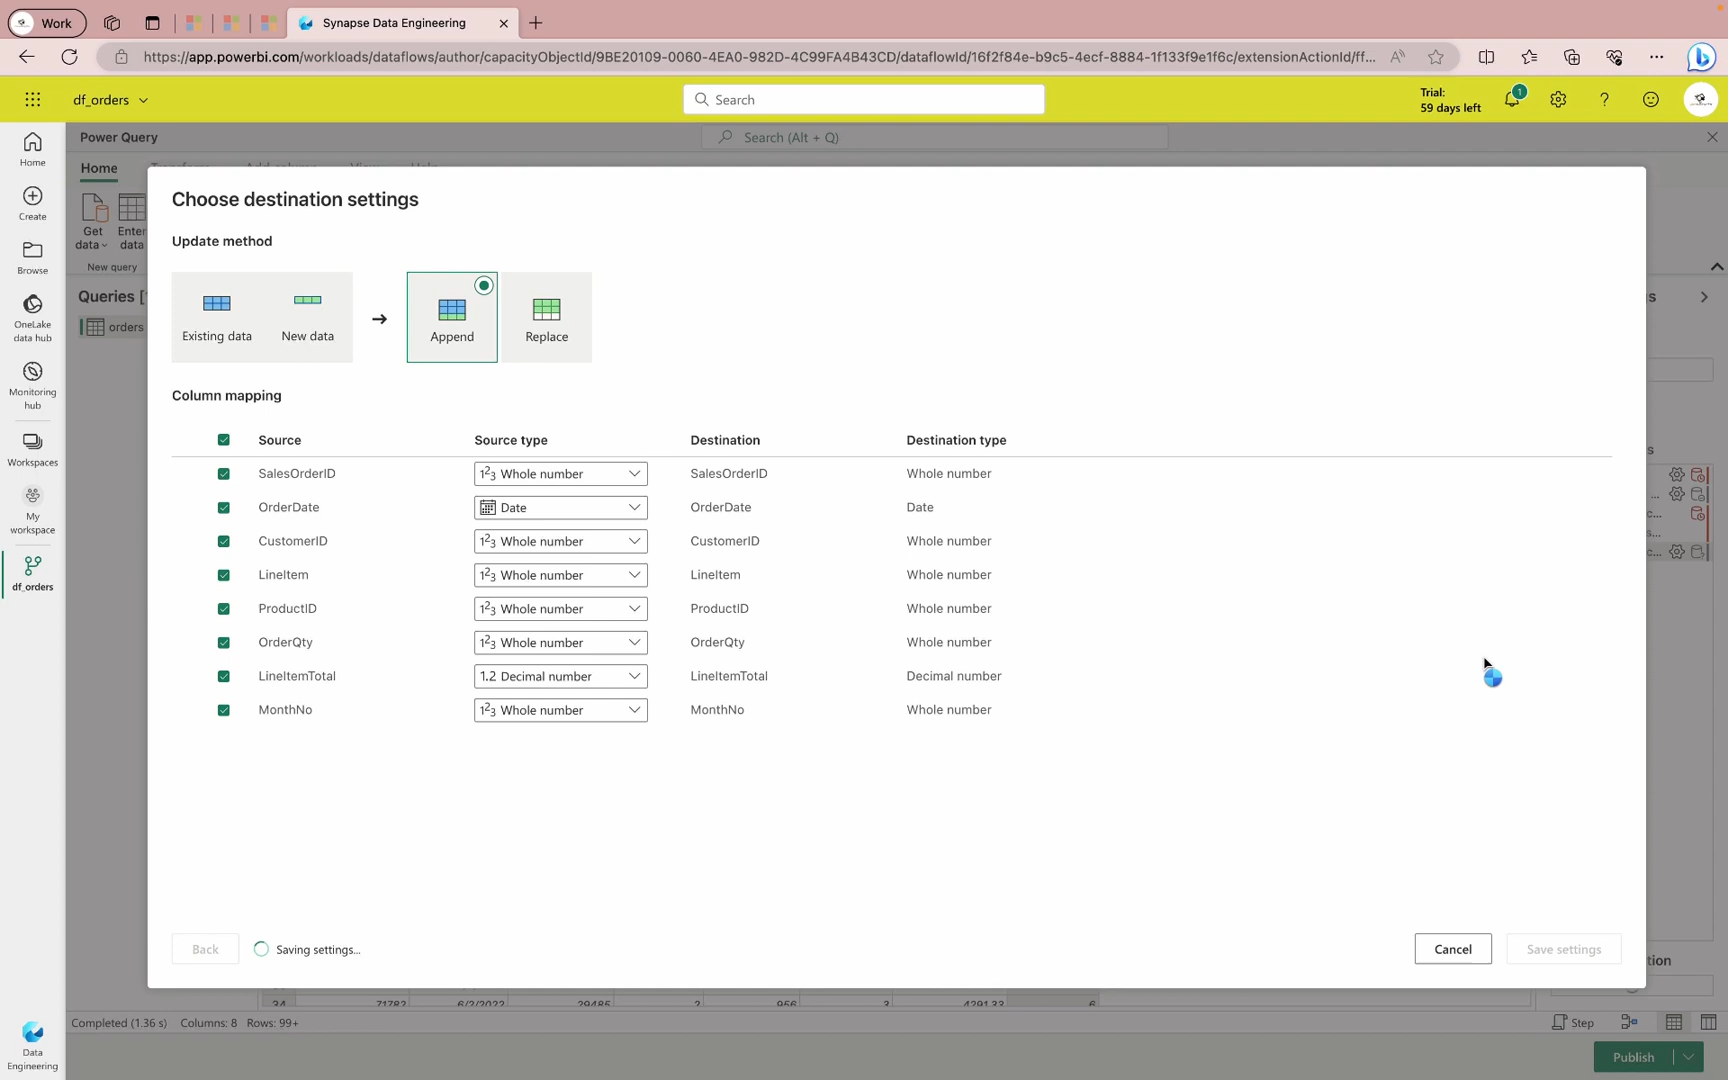 Work
Synapse Data Engineering
https://app.powerbi.com/workloads/dataflows/author/capacityObjectId/9BE20109-0060-4EA0-982D-4C99FA4B43CD/dataflowId/16f2f84e-b9c5-4ecf-8884-1f133f9e1f6c/extensionActionId/ff...
df_orders
Search
Trial:
59 days left
1
Home
Create
Browse
OneLake
data hub
Monitoring
hub
Workspaces
My
workspace
df_orders
Data
Engineering
Power Query
Search (Alt + Q)
Home
Get
data
Enter
data
New query
Queries [
orders
Choose destination settings
Update method
Existing data
New data
Append
Replace
Column mapping
Source Source type Destination Destination type
SalesOrderID 1²3 Whole number SalesOrderID Whole number
OrderDate Date OrderDate Date
CustomerID 1²3 Whole number CustomerID Whole number
LineItem 1²3 Whole number LineItem Whole number
ProductID 1²3 Whole number ProductID Whole number
OrderQty 1²3 Whole number OrderQty Whole number
LineItemTotal 1.2 Decimal number LineItemTotal Decimal number
MonthNo 1²3 Whole number MonthNo Whole number
Back
Saving settings...
Cancel
Save settings
Completed (1.36 s) Columns: 8 Rows: 99+
Step
Publish